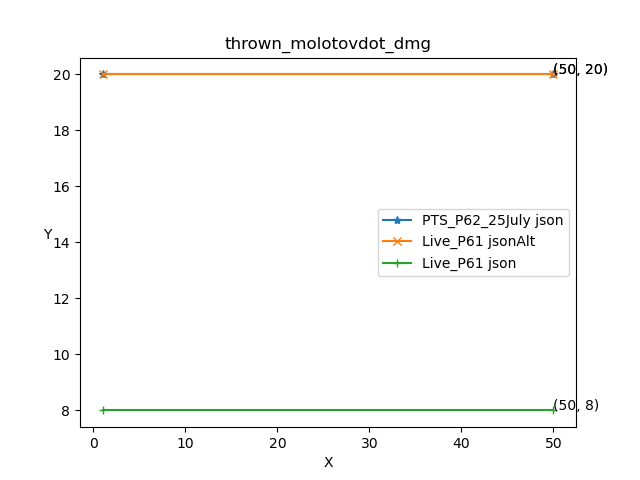 thrown_molotovdot_dmg
20
18
16
14
12
10
8
Y
(50, 20)
PTS_P62_25July json
Live_P61 jsonAlt
Live_P61 json
(50, 8)
0
10
20
30
40
50
X